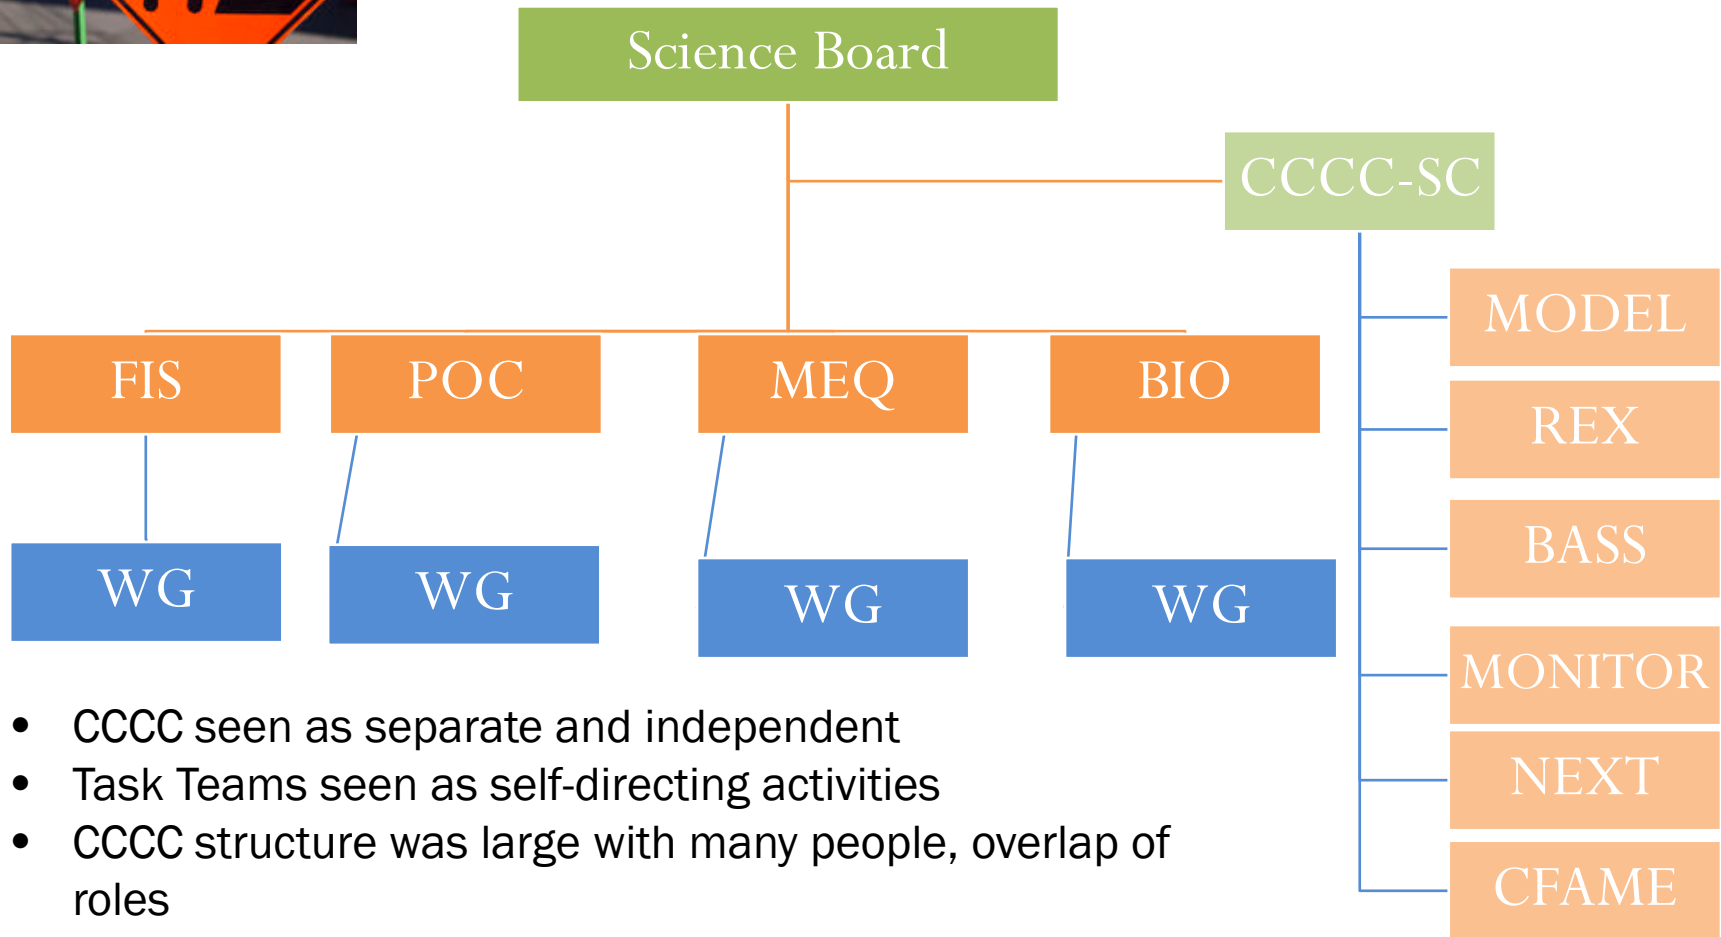 Science Board
CCCC-SC
MODEL
FIS
POC
MEQ
BIO
REX
BASS
WG
WG
WG
WG
MONITOR
NEXT
CFAME
• CCCC seen as separate and independent
• Task Teams seen as self-directing activities
• CCCC structure was large with many people, overlap of
roles